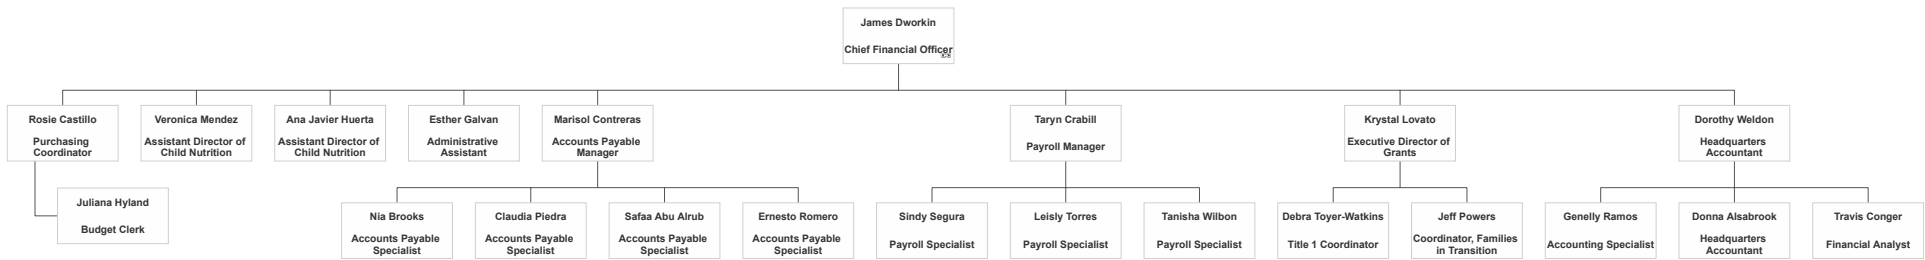 James Dworkin
Chief Financial Officer
Rosie Castillo
Purchasing
Coordinator
Veronica Mendez
Assistant Director of
Child Nutrition
Ana Javier Huerta
Assistant Director of
Child Nutrition
Esther Galvan
Administrative
Assistant
Marisol Contreras
Accounts Payable
Manager
Taryn Crabill
Payroll Manager
Krystal Lovato
Executive Director of
Grants
Dorothy Weldon
Headquarters
Accountant
Juliana Hyland
Budget Clerk
Nia Brooks
Accounts Payable
Specialist
Claudia Piedra
Accounts Payable
Specialist
Safaa Abu Alrub
Accounts Payable
Specialist
Ernesto Romero
Accounts Payable
Specialist
Sindy Segura
Payroll Specialist
Leisly Torres
Payroll Specialist
Tanisha Wilbon
Payroll Specialist
Debra Toyer-Watkins
Title 1 Coordinator
Jeff Powers
Coordinator, Families
in Transition
Genelly Ramos
Accounting Specialist
Donna Alsabrook
Headquarters
Accountant
Travis Conger
Financial Analyst